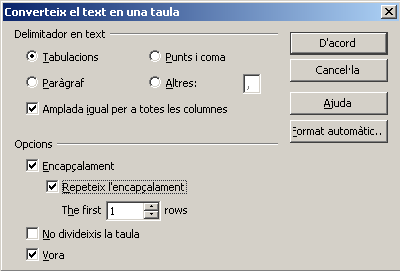 Converteix el text en una taula
Delimitador en text
Tabulacions
Punts i coma
Paràgraf
Altres:
,
Amplada igual per a totes les columnes
D'acord
Cancel·la
Ajuda
Format automàtic...
Opcions
Encapçalament
Repeteix l'encapçalament
The first 1 rows
No divideixis la taula
Vora